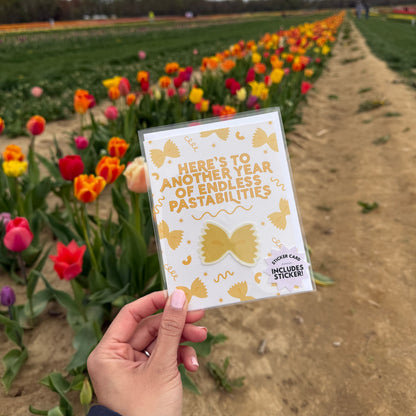 HERE'S TO
ANOTHER YEAR
OF ENDLESS
PASTABILITIES
STICKER CARD
INCLUDES
STICKER!